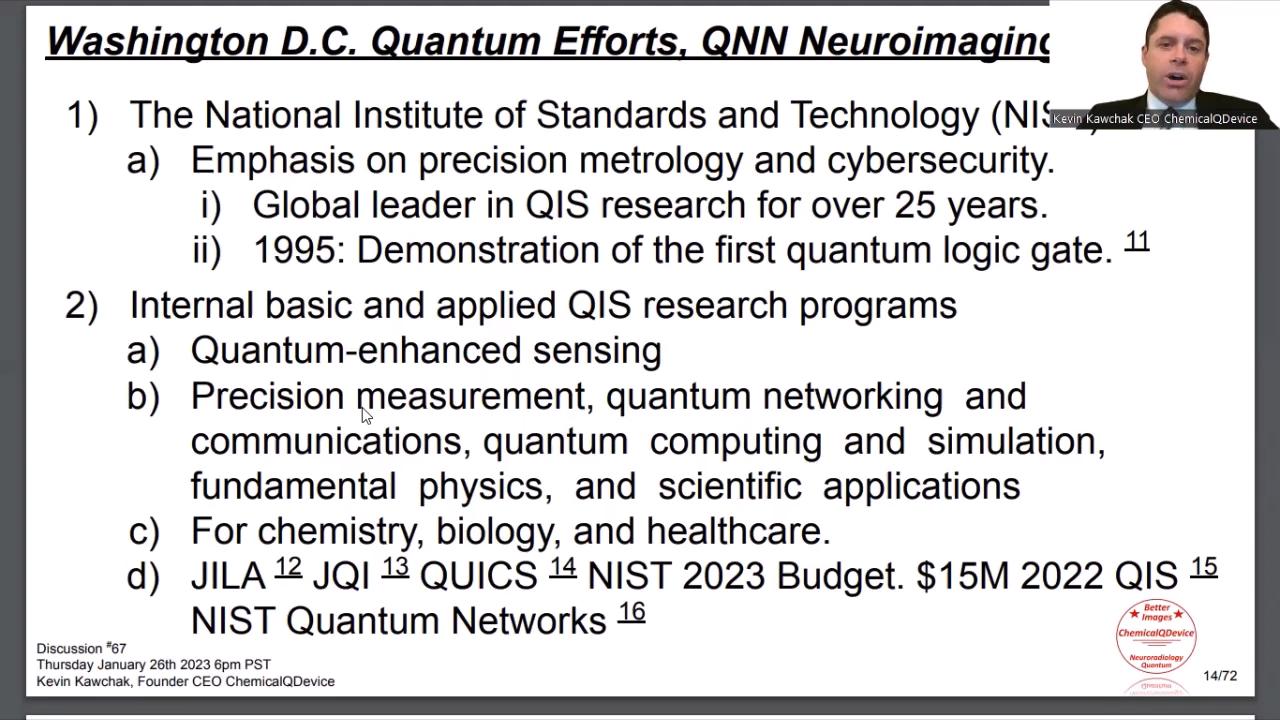 Washington D.C. Quantum Efforts, QNN Neuroimaging
1) The National Institute of Standards and Technology
Kevin Kawchak CEO ChemicalQDevice
a) Emphasis on precision metrology and cybersecurity.
i) Global leader in QIS research for over 25 years.
ii) 1995: Demonstration of the first quantum logic gate. 11
2) Internal basic and applied QIS research programs
a) Quantum-enhanced sensing
b) Precision measurement, quantum networking and
communications, quantum computing and simulation,
fundamental physics, and scientific applications
c) For chemistry, biology, and healthcare.
d) JILA 12 JQI 13 QUICS 14 NIST 2023 Budget. $15M 2022 QIS 15
NIST Quantum Networks 16
Discussion #67
Thursday January 26th 2023 6pm PST
Kevin Kawchak, Founder CEO ChemicalQDevice
Better
Images
ChemicalQDevice
Neuroradiology
Quantum
14/72